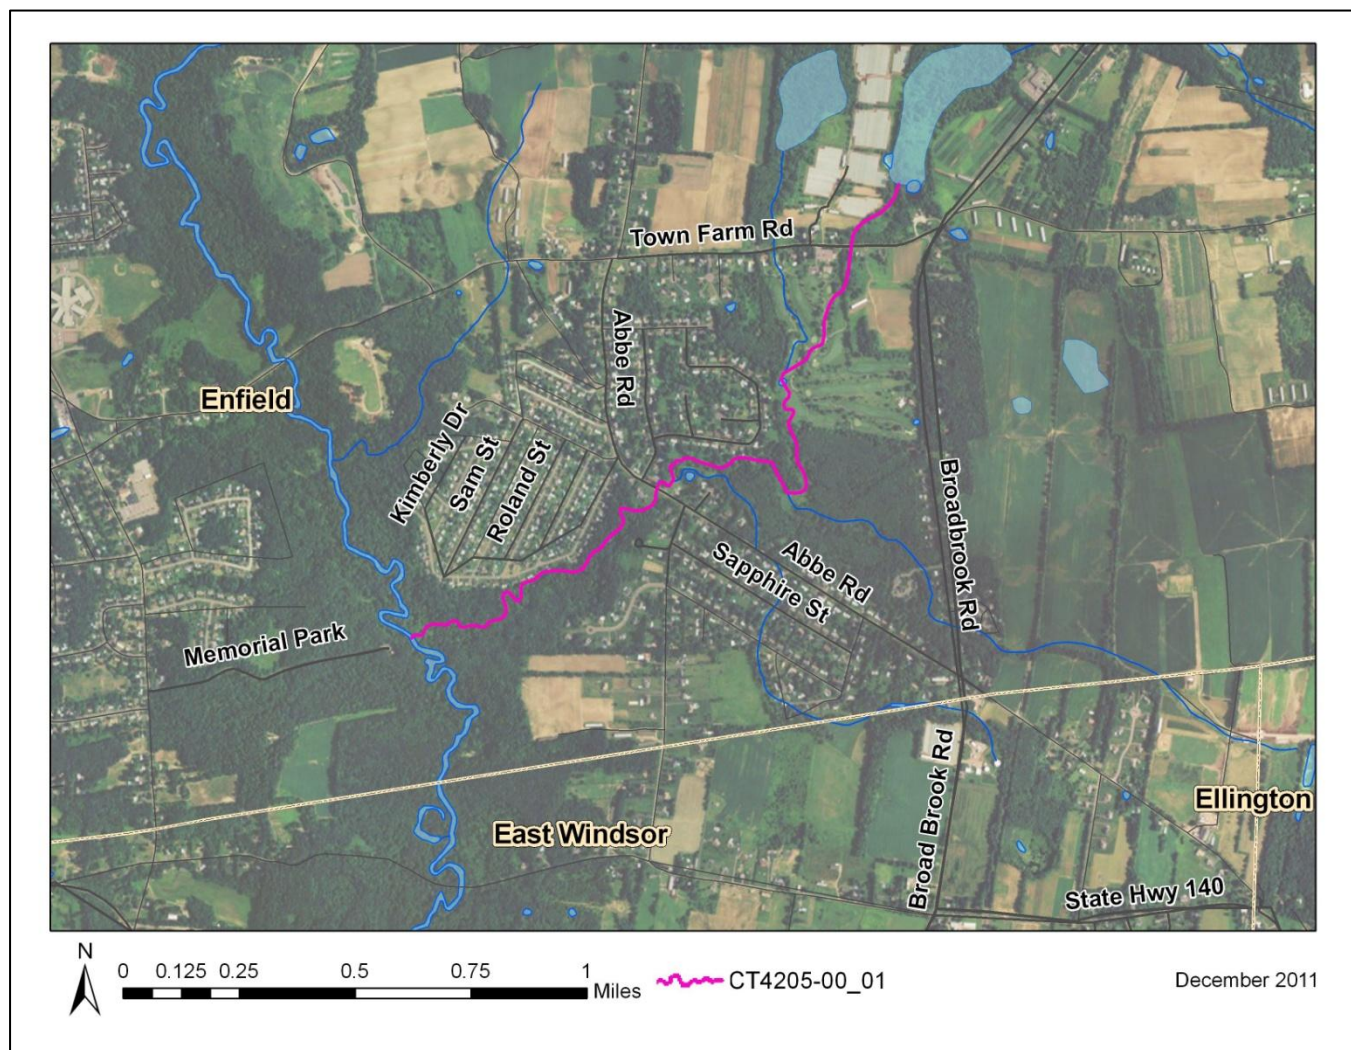 Town Farm Rd
Abbe Rd
Enfield
Kimberly Dr
Sam St
Roland St
Broadbrook Rd
Abbe Rd
Sapphire St
Memorial Park
Broad Brook Rd
Ellington
East Windsor
State Hwy 140
N
0 0.125 0.25 0.5 0.75 1
Miles
CT4205-00_01
December 2011